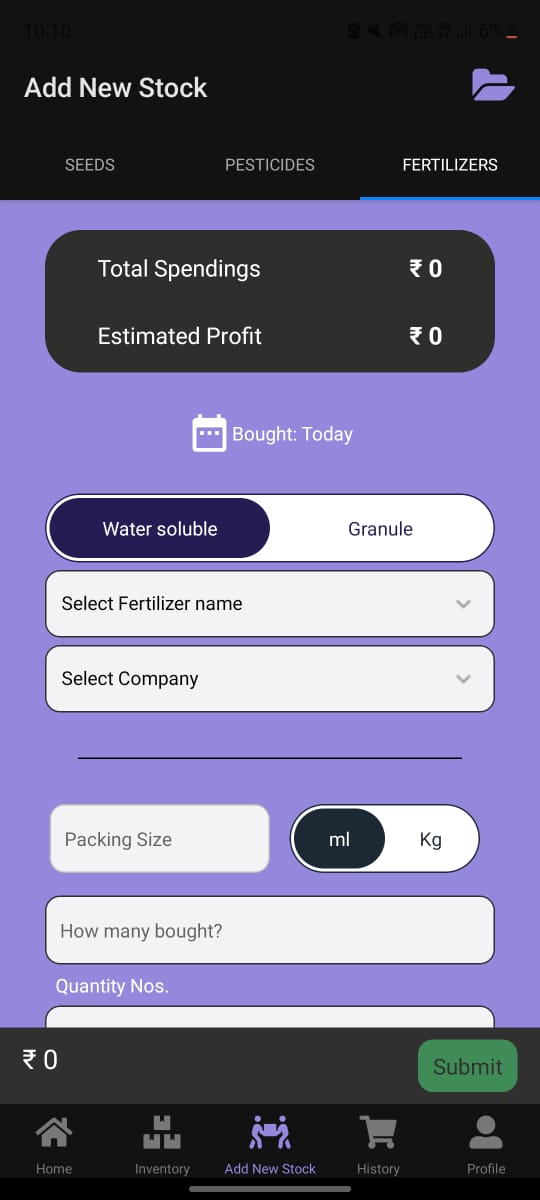 10:10 6%
Add New Stock
SEEDS PESTICIDES FERTILIZERS
Total Spendings ₹ 0
Estimated Profit ₹ 0
Bought: Today
Water soluble Granule
Select Fertilizer name
Select Company
Packing Size ml Kg
How many bought?
Quantity Nos.
₹ 0 Submit
Home Inventory Add New Stock History Profile